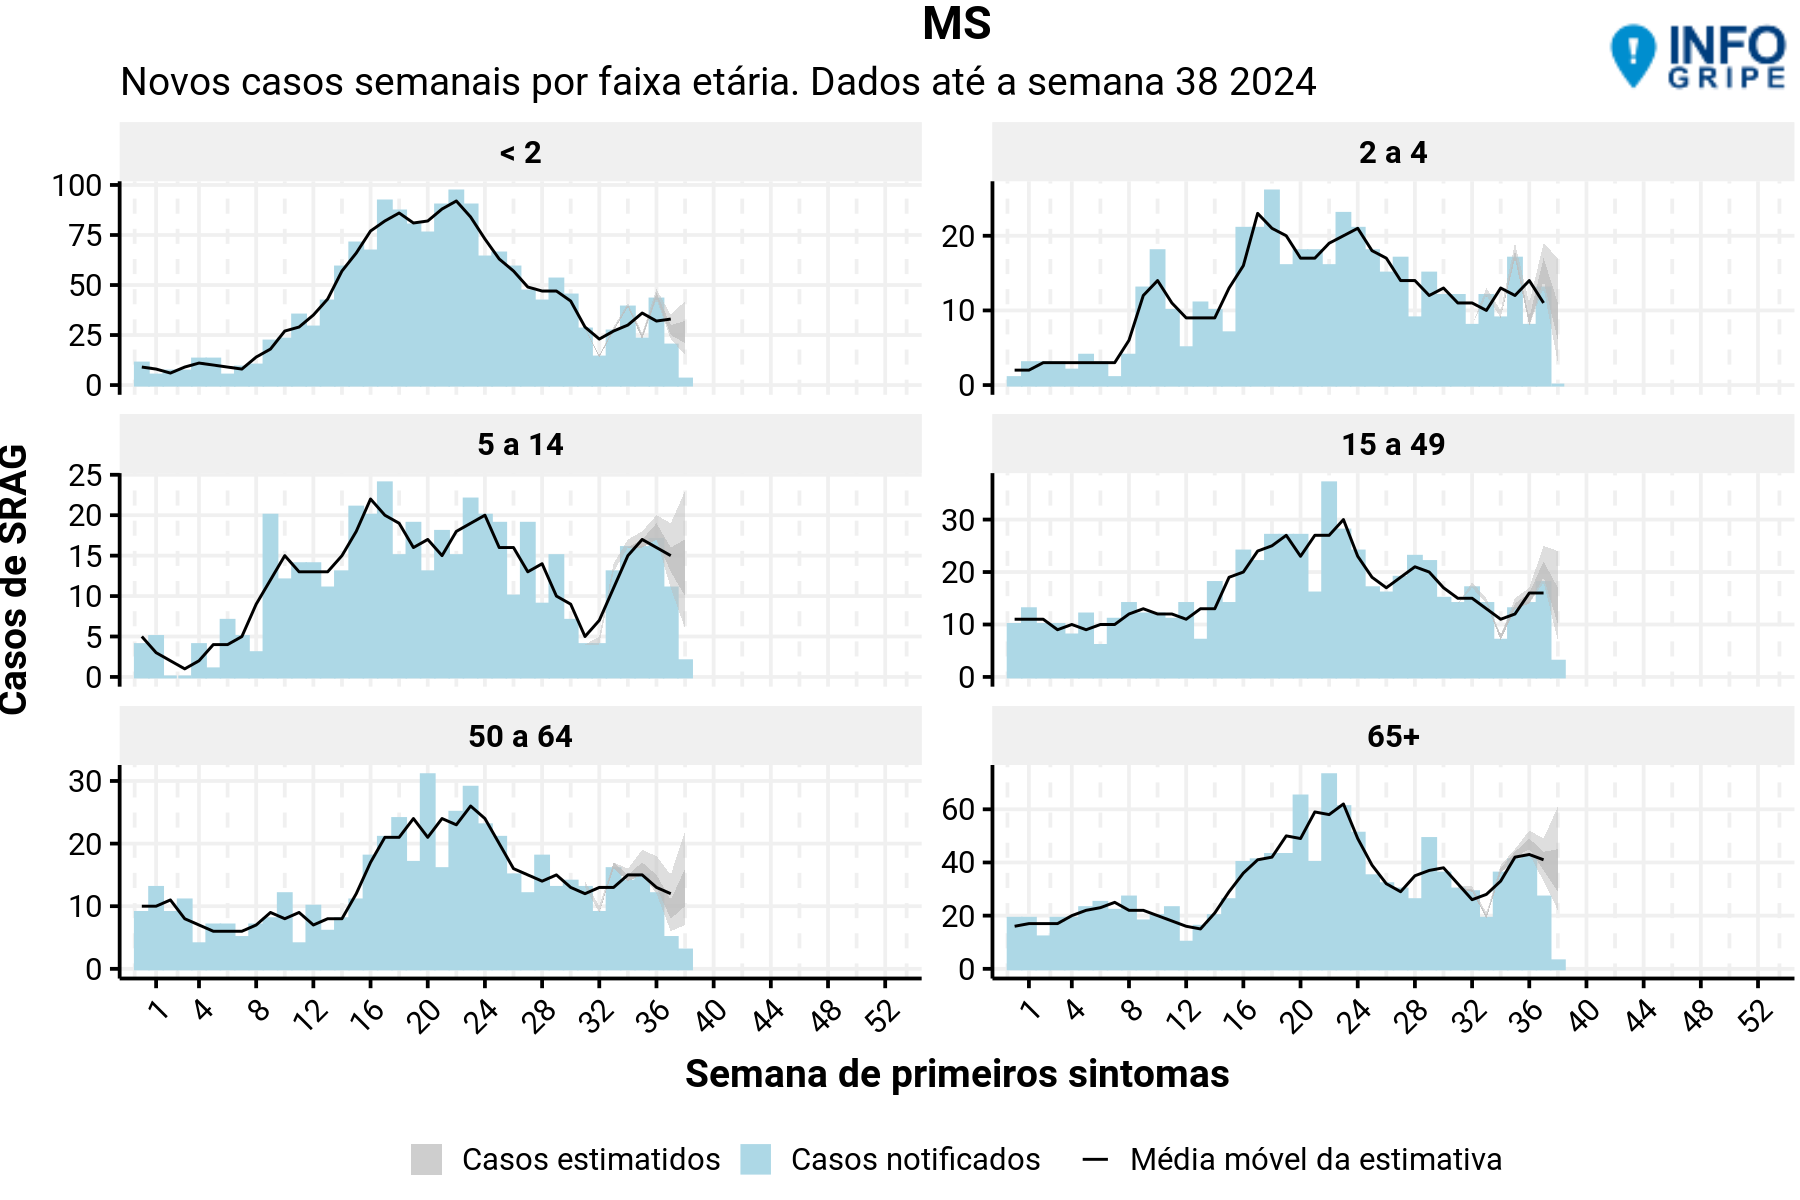 MS
INFO
GRIPE
Novos casos semanais por faixa etária. Dados até a semana 38 2024
< 2
2 a 4
100
75
50
25
0
20
10
0
5 a 14
15 a 49
25
20
15
10
5
0
30
20
10
0
50 a 64
65+
30
20
10
0
60
40
20
0
Casos de SRAG
1 4 8 12 16 20 24 28 32 36 40 44 48 52
1 4 8 12 16 20 24 28 32 36 40 44 48 52
Semana de primeiros sintomas
Casos estimatidos Casos notificados Média móvel da estimativa